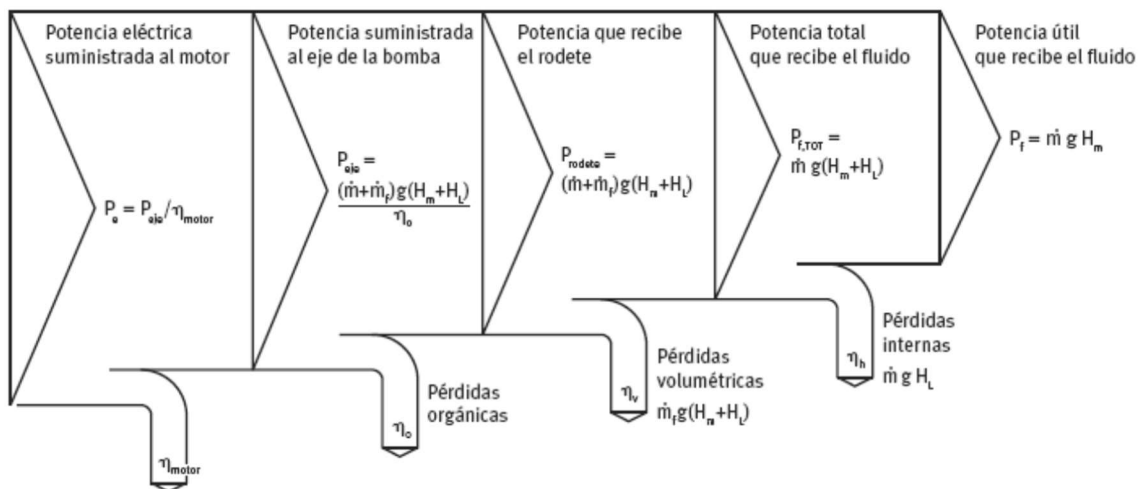 Potencia eléctrica
suministrada al motor
P_e = P_eje/η_motor
η_motor
Potencia suministrada
al eje de la bomba
P_eje =
(ṁ+ṁ_f)g(H_m+H_L)
η_o
Pérdidas
orgánicas
η_o
Potencia que recibe
el rodete
P_rodete =
(ṁ+ṁ_f)g(H_m+H_L)
Pérdidas
volumétricas
ṁ_f g(H_m+H_L)
η_v
Potencia total
que recibe el fluido
P_f,TOT =
ṁ g(H_m+H_L)
Pérdidas
internas
ṁ g H_L
η_h
Potencia útil
que recibe el fluido
P_f = ṁ g H_m